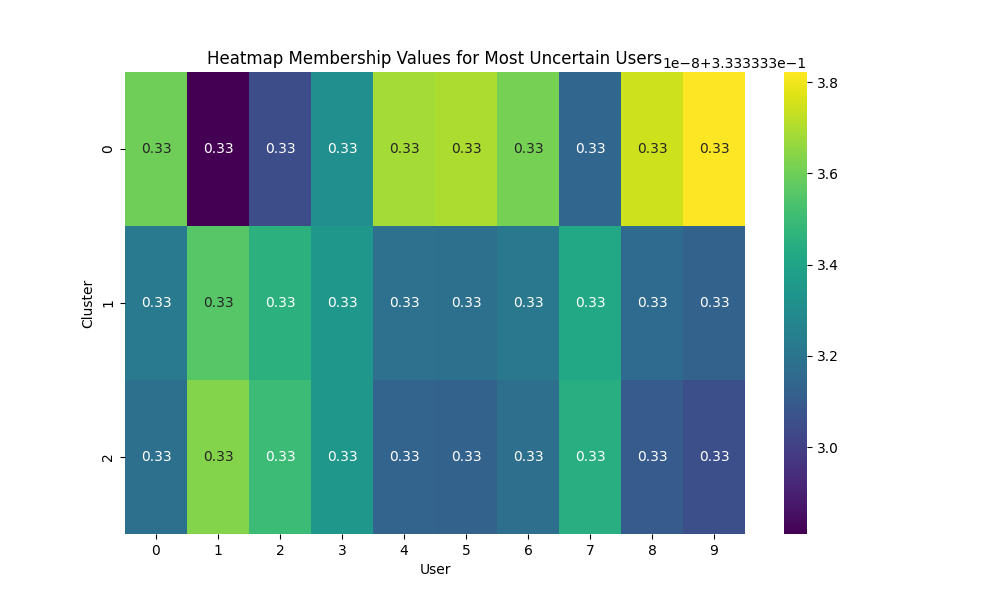 Heatmap Membership Values for Most Uncertain Users
1e−8+3.333333e−1
3.8
3.6
3.4
3.2
3.0
0
0.33 0.33 0.33 0.33 0.33 0.33 0.33 0.33 0.33 0.33
1
0.33 0.33 0.33 0.33 0.33 0.33 0.33 0.33 0.33 0.33
2
0.33 0.33 0.33 0.33 0.33 0.33 0.33 0.33 0.33 0.33
Cluster
0 1 2 3 4 5 6 7 8 9
User